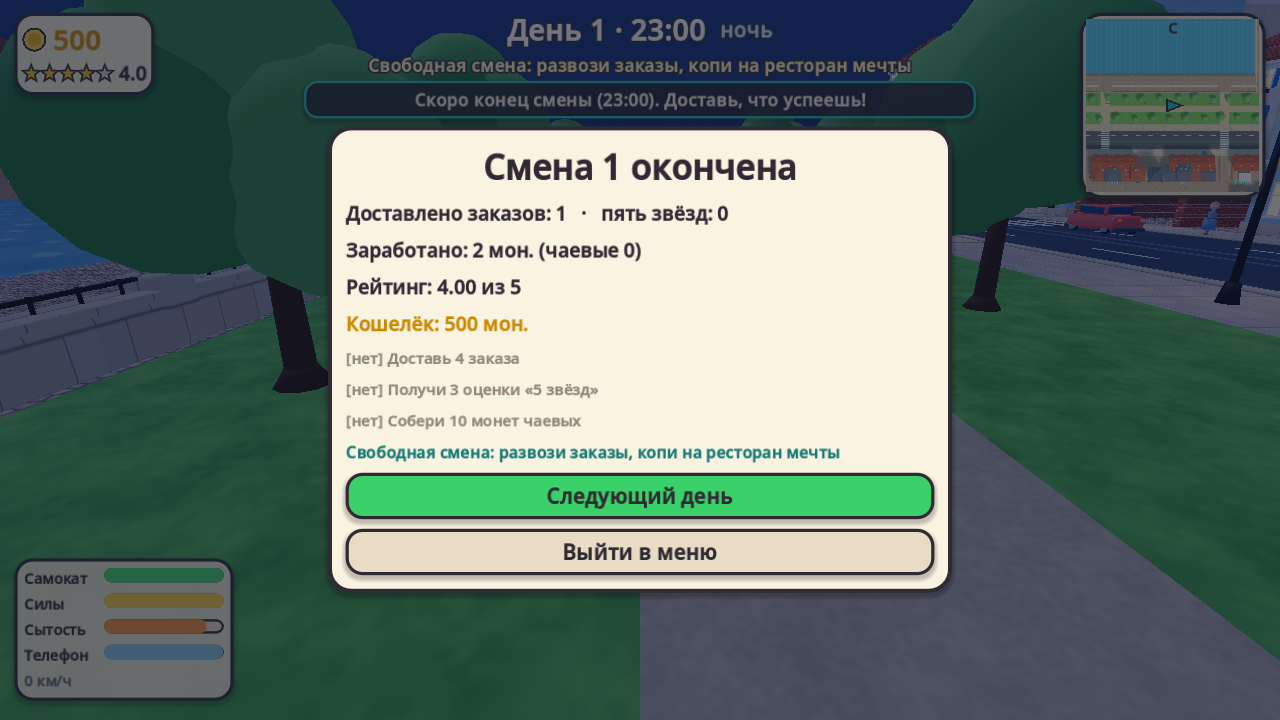 500
4.0
День 1 · 23:00 ночь
Свободная смена: развози заказы, копи на ресторан мечты
Скоро конец смены (23:00). Доставь, что успеешь!
С
Смена 1 окончена
Доставлено заказов: 1 · пять звёзд: 0
Заработано: 2 мон. (чаевые 0)
Рейтинг: 4.00 из 5
Кошелёк: 500 мон.
[нет] Доставь 4 заказа
[нет] Получи 3 оценки «5 звёзд»
[нет] Собери 10 монет чаевых
Свободная смена: развози заказы, копи на ресторан мечты
Следующий день
Выйти в меню
Самокат
Силы
Сытость
Телефон
0 км/ч